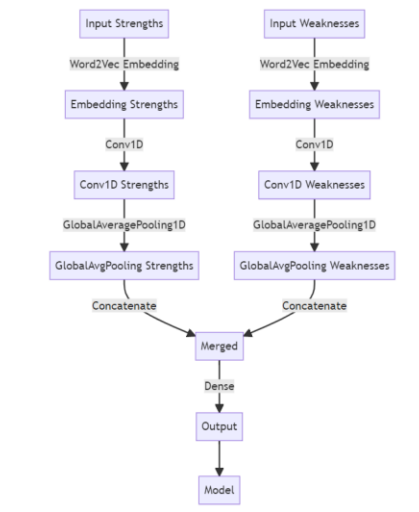 Input Strengths
Input Weaknesses
Word2Vec Embedding
Word2Vec Embedding
Embedding Strengths
Embedding Weaknesses
Conv1D
Conv1D
Conv1D Strengths
Conv1D Weaknesses
GlobalAveragePooling1D
GlobalAveragePooling1D
GlobalAvgPooling Strengths
GlobalAvgPooling Weaknesses
Concatenate
Concatenate
Merged
Dense
Output
Model